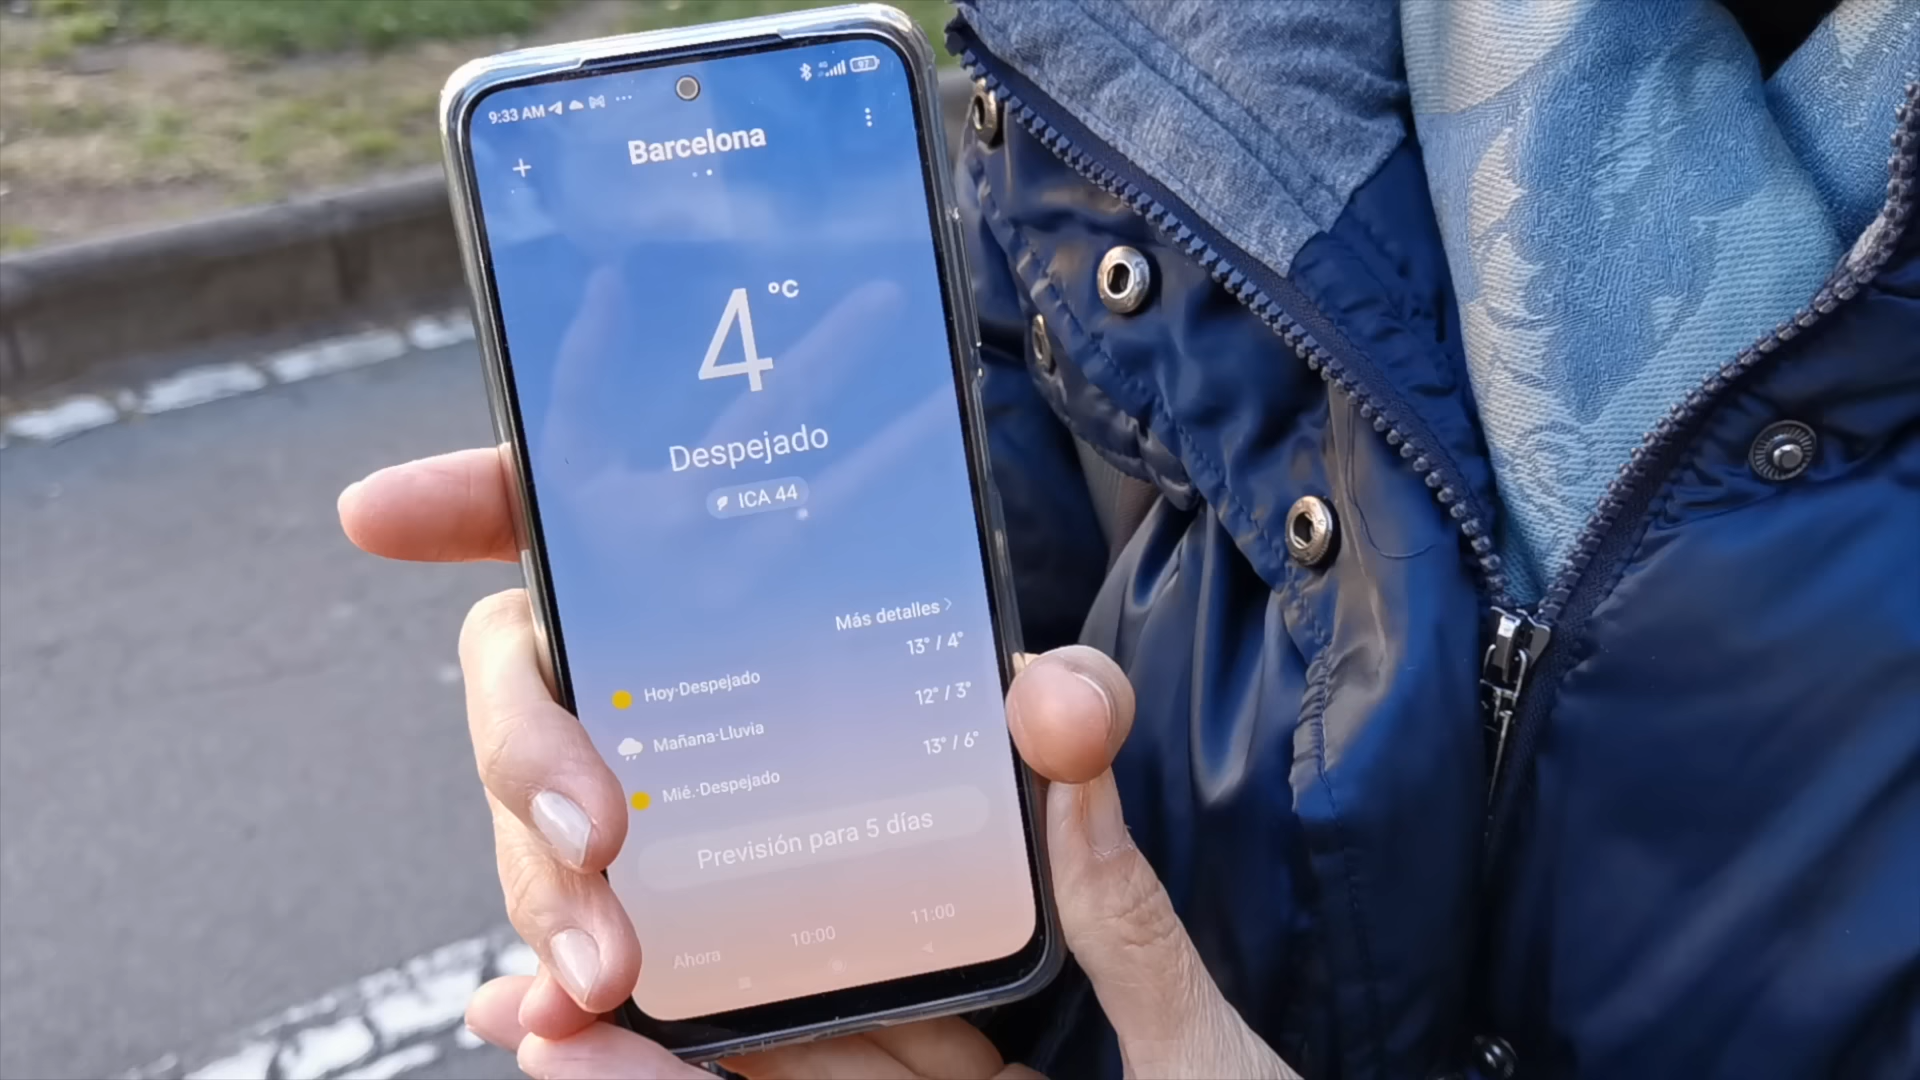 9:33 AM
97
Barcelona
4 °C
Despejado
ICA 44
Más detalles
Hoy·Despejado 13° / 4°
Mañana·Lluvia 12° / 3°
Mié.·Despejado 13° / 6°
Previsión para 5 días
Ahora 10:00 11:00